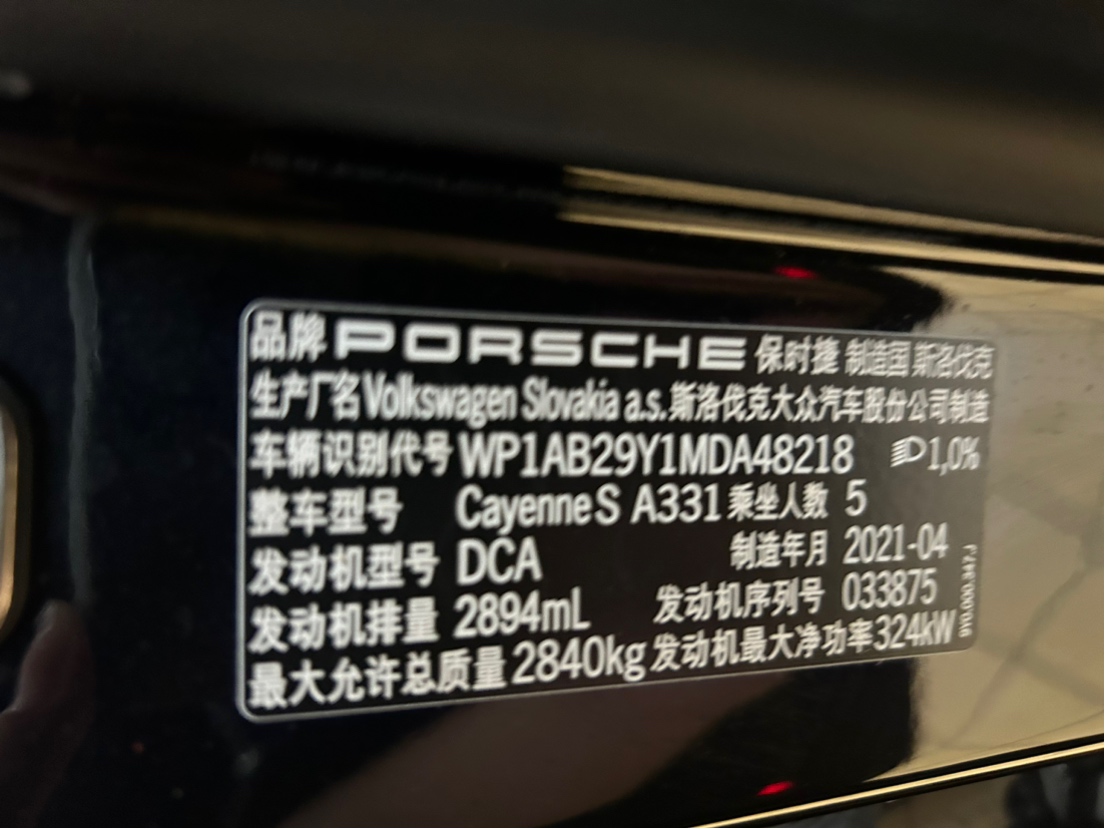 品牌 PORSCHE 保时捷 制造国 斯洛伐克
生产厂名 Volkswagen Slovakia a.s. 斯洛伐克大众汽车股份公司制造
车辆识别代号 WP1AB29Y1MDA48218 1,0%
整车型号 Cayenne S A331 乘坐人数 5
发动机型号 DCA 制造年月 2021-04
发动机排量 2894mL 发动机序列号 033875
最大允许总质量 2840kg 发动机最大净功率 324kW